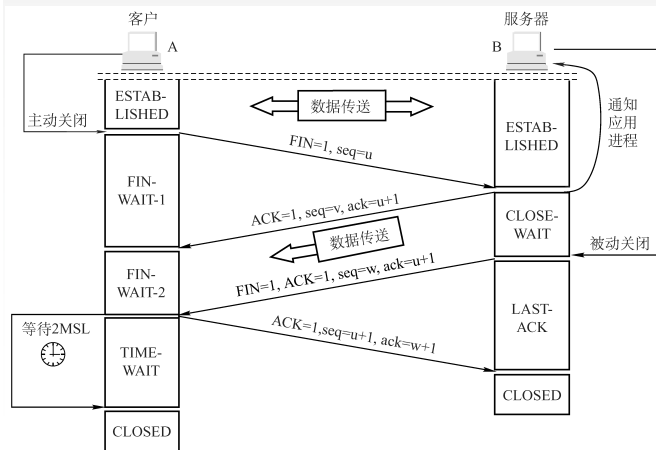 客户
服务器
A
B
ESTAB-
LISHED
数据传送
主动关闭
FIN=1, seq=u
ESTAB-
LISHED
通知
应用
进程
FIN-
WAIT-1
ACK=1, seq=v, ack=u+1
CLOSE-
WAIT
数据传送
被动关闭
FIN-
WAIT-2
FIN=1, ACK=1, seq=w, ack=u+1
LAST-
ACK
ACK=1,seq=u+1, ack=w+1
等待2MSL
TIME-
WAIT
CLOSED
CLOSED